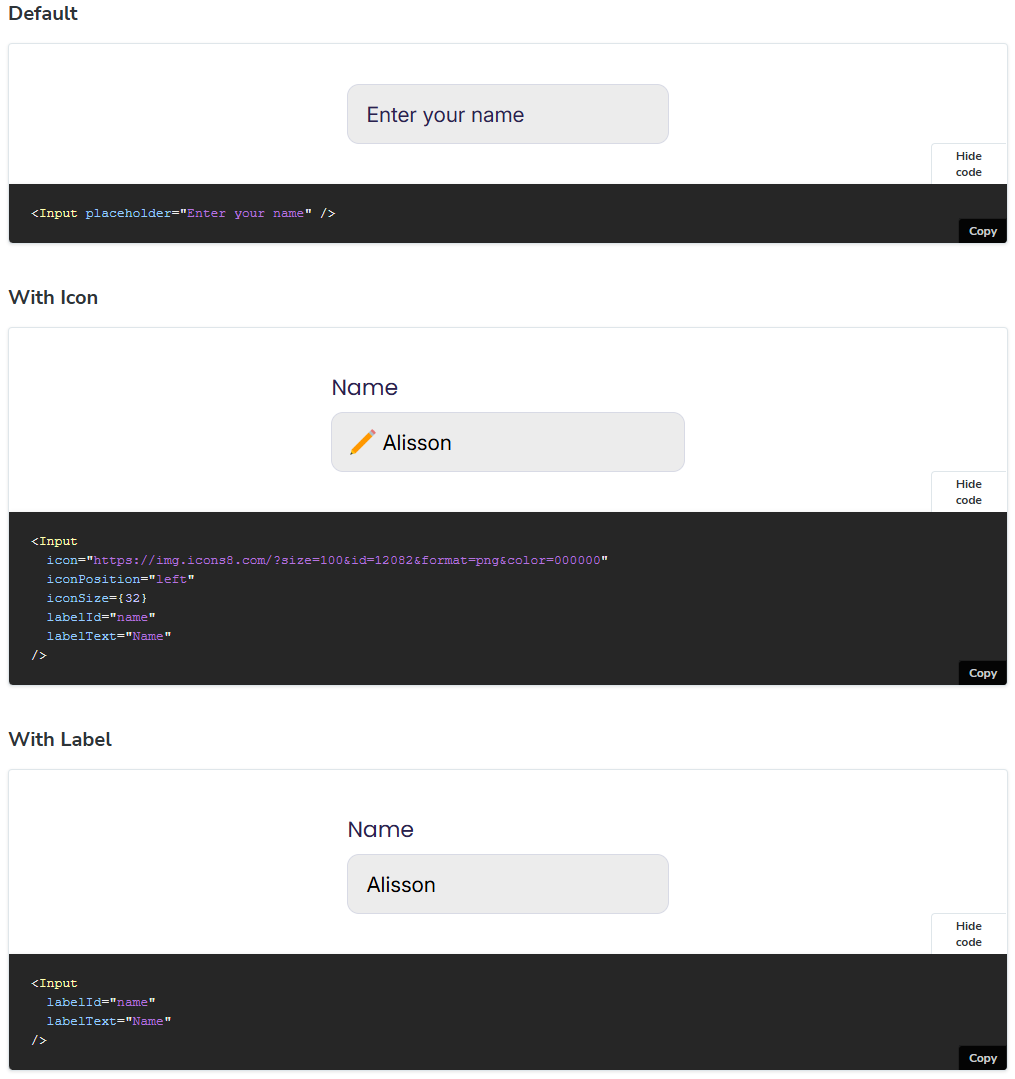 Default
Enter your name
Hide
code
<Input placeholder="Enter your name" />
Copy
With Icon
Name
Alisson
Hide
code
<Input
icon="https://img.icons8.com/?size=100&id=12082&format=png&color=000000"
iconPosition="left"
iconSize={32}
labelId="name"
labelText="Name"
/>
Copy
With Label
Name
Alisson
Hide
code
<Input
labelId="name"
labelText="Name"
/>
Copy